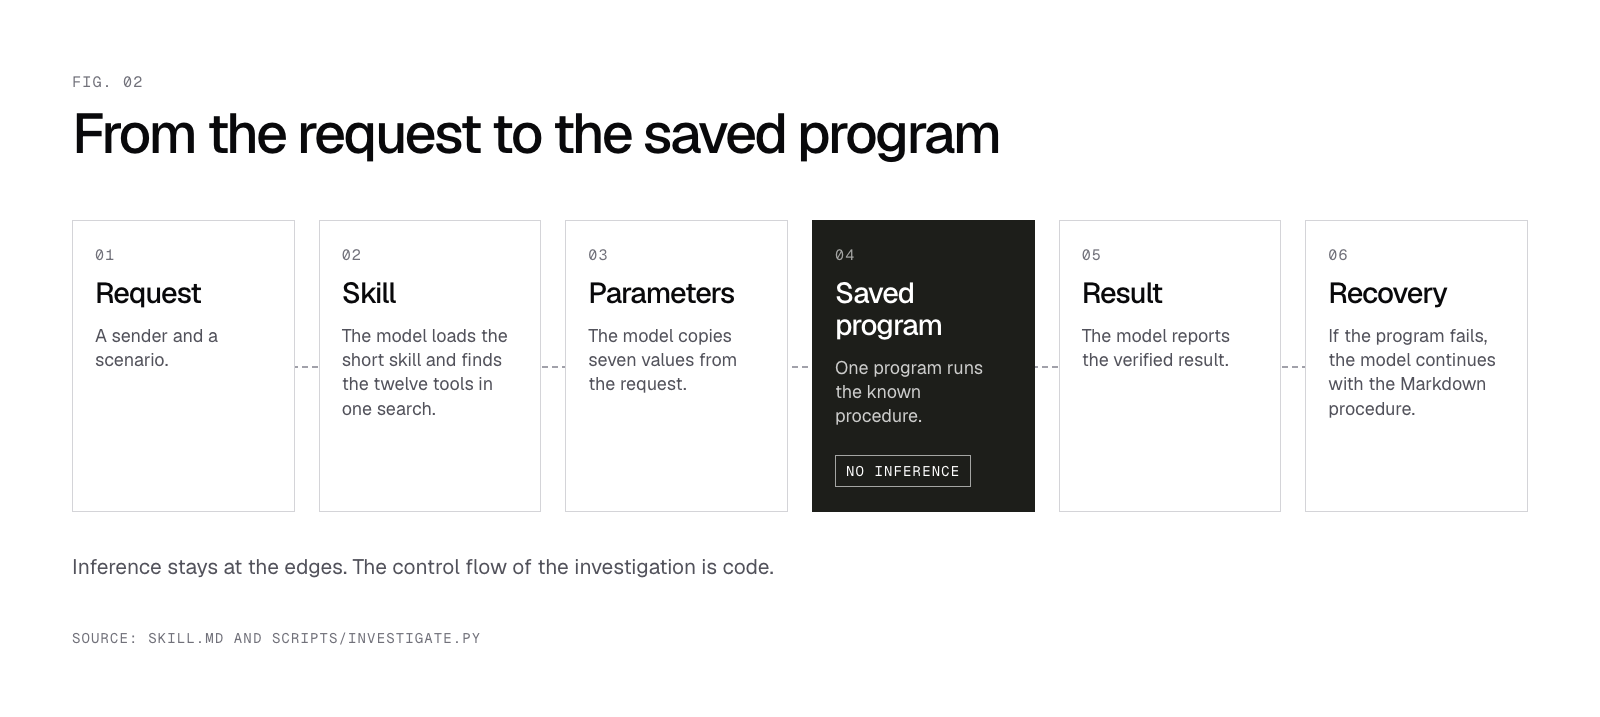 FIG. 02
From the request to the saved program
01
Request
A sender and a
scenario.
02
Skill
The model loads the
short skill and finds
the twelve tools in
one search.
03
Parameters
The model copies
seven values from
the request.
04
Saved
program
One program runs
the known
procedure.
NO INFERENCE
05
Result
The model reports
the verified result.
06
Recovery
If the program fails,
the model continues
with the Markdown
procedure.
Inference stays at the edges. The control flow of the investigation is code.
SOURCE: SKILL.MD AND SCRIPTS/INVESTIGATE.PY